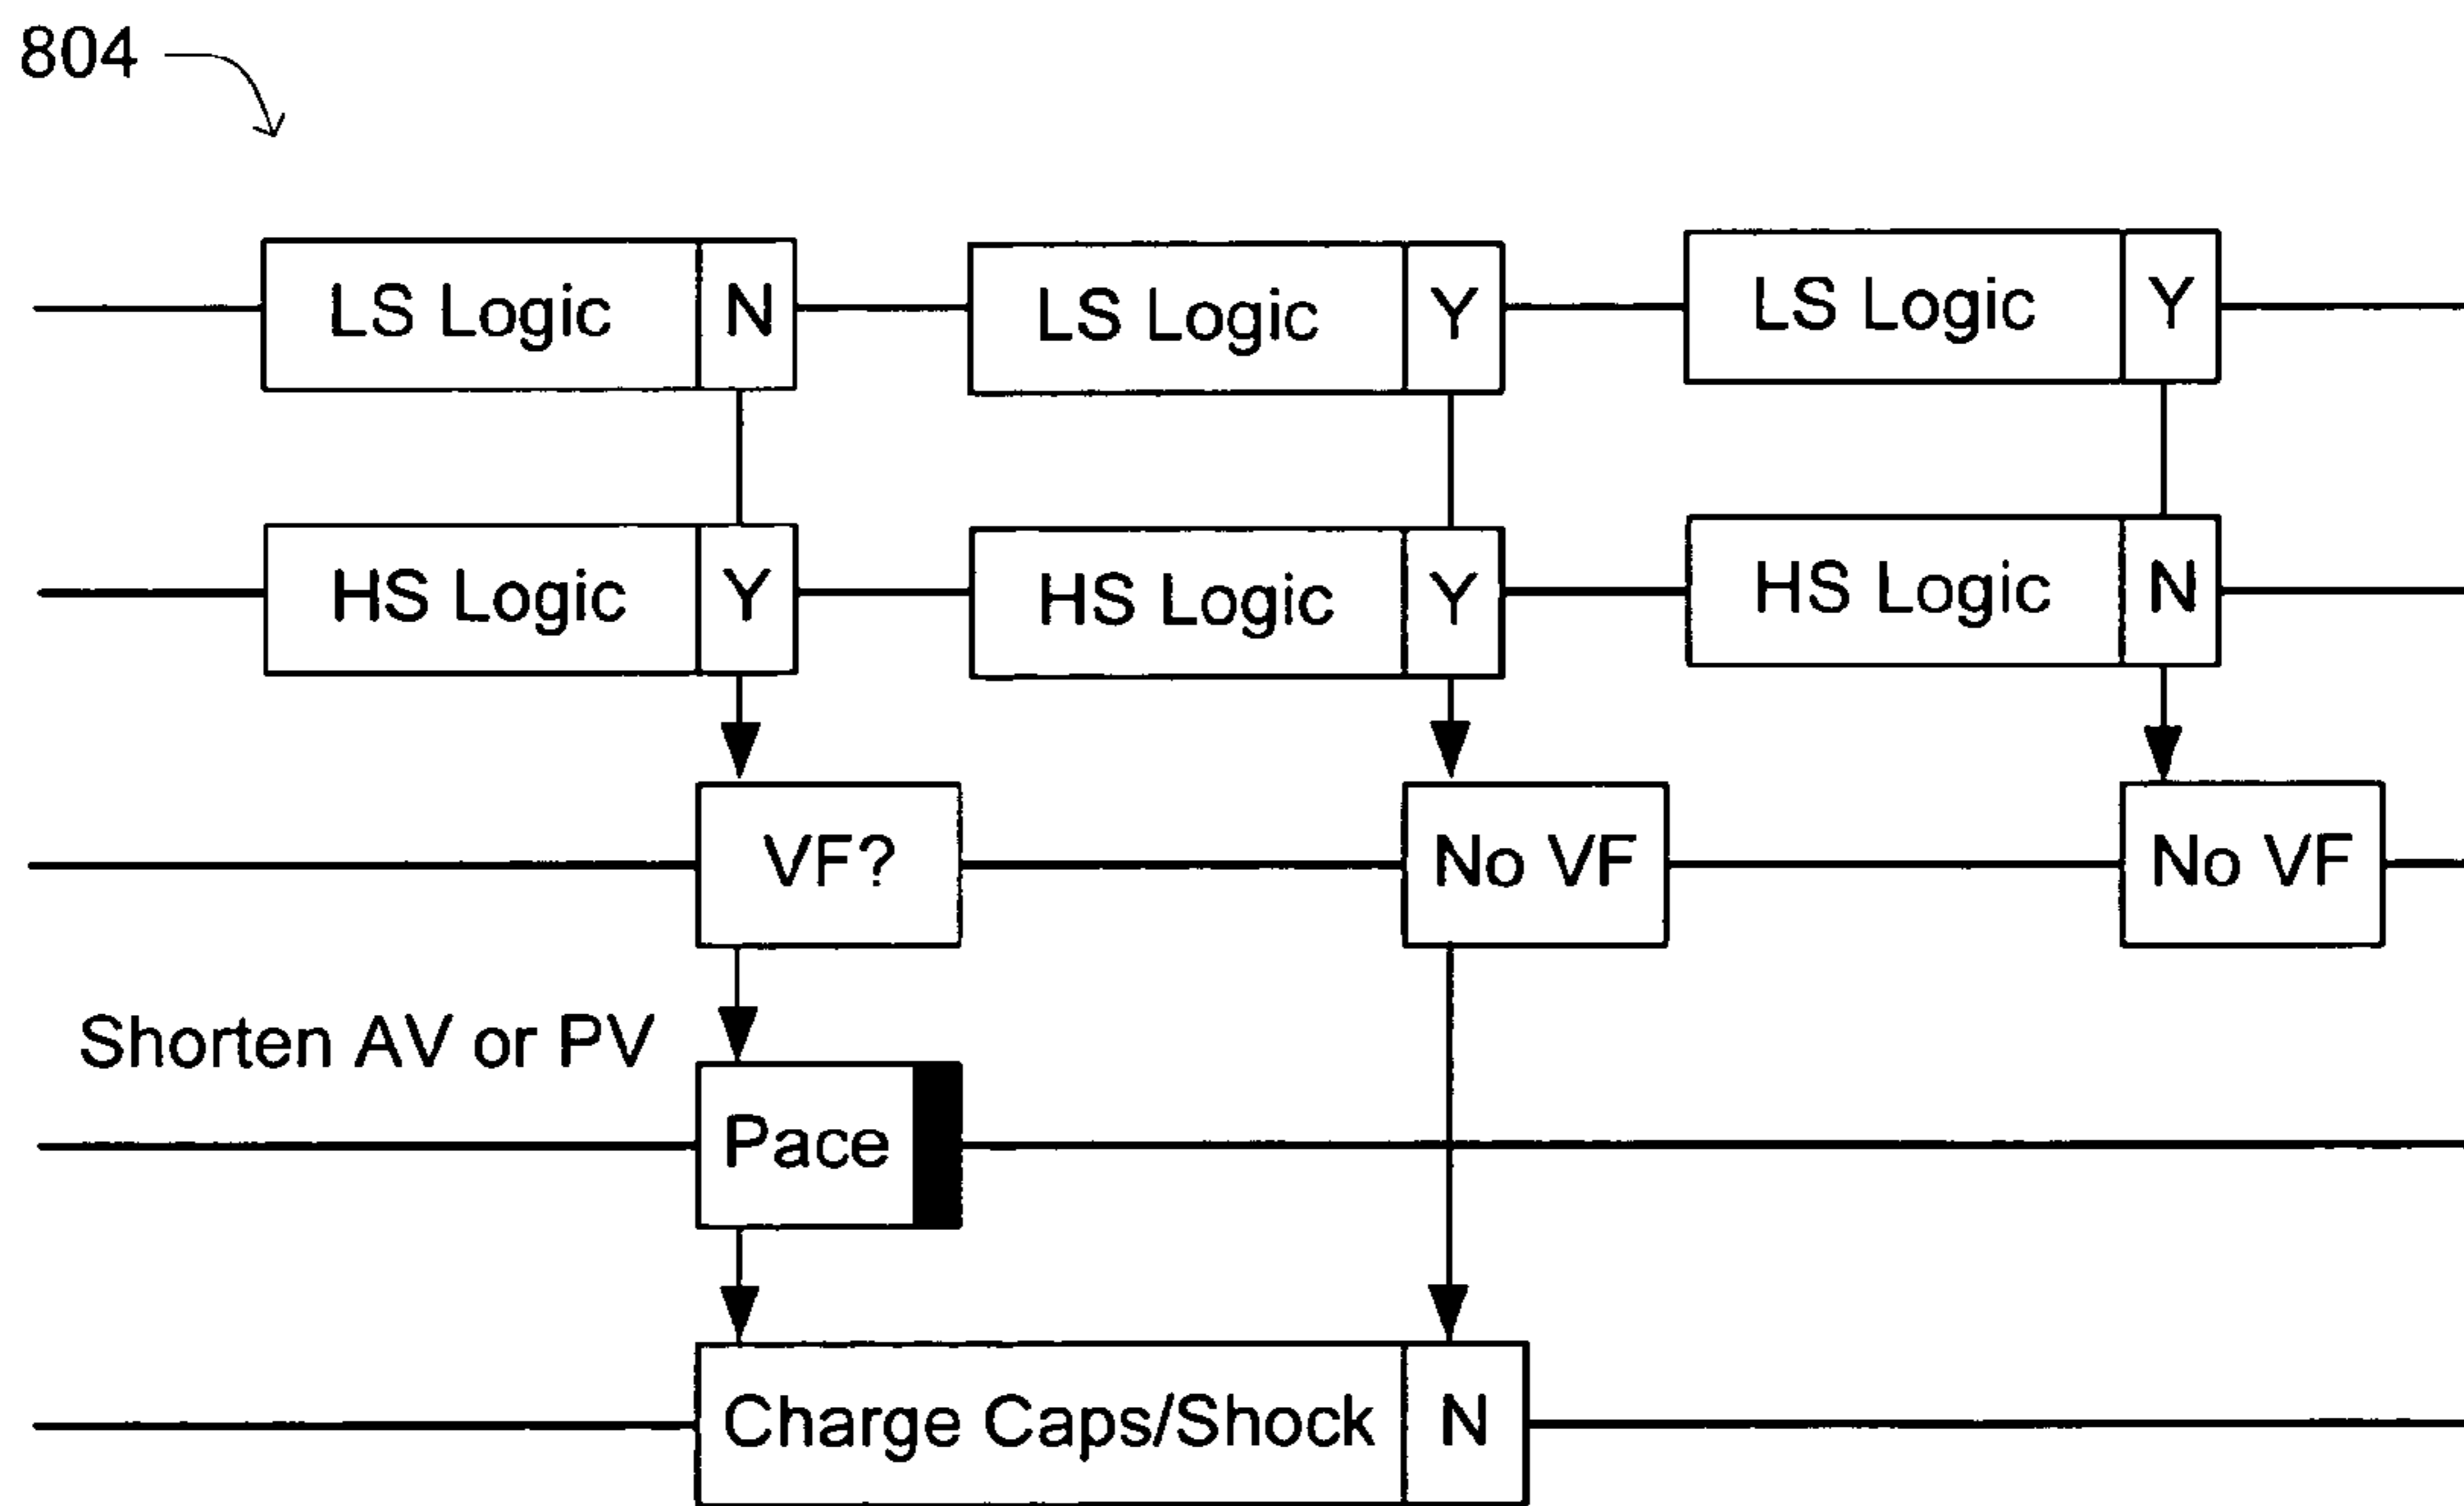 804
LS Logic N LS Logic Y LS Logic Y
HS Logic Y HS Logic Y HS Logic N
VF? No VF No VF
Shorten AV or PV
Pace
Charge Caps/Shock N